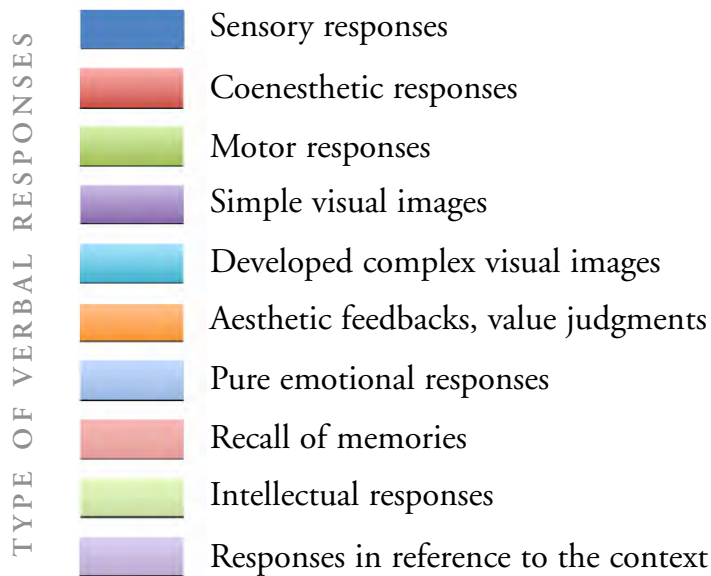 TYPE OF VERBAL RESPONSES
Sensory responses
Coenesthetic responses
Motor responses
Simple visual images
Developed complex visual images
Aesthetic feedbacks, value judgments
Pure emotional responses
Recall of memories
Intellectual responses
Responses in reference to the context